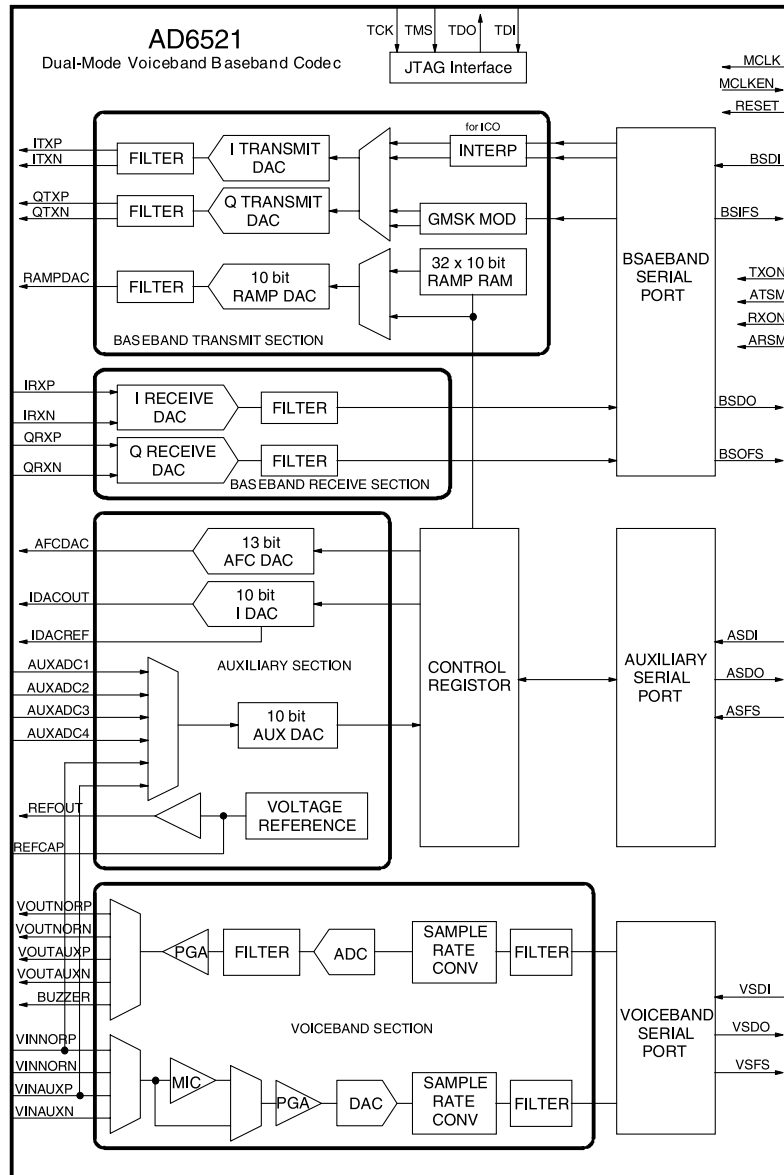 AD6521
Dual-Mode Voiceband Baseband Codec
TCK TMS TDO TDI
JTAG Interface
MCLK
MCLKEN
RESET
ITXP
ITXN
FILTER
I TRANSMIT
DAC
for ICO
INTERP
QTXP
QTXN
FILTER
Q TRANSMIT
DAC
GMSK MOD
RAMPDAC
FILTER
10 bit
RAMP DAC
32 x 10 bit
RAMP RAM
BASEBAND TRANSMIT SECTION
BSAEBAND
SERIAL
PORT
BSDI
BSIFS
TXON
ATSM
RXON
ARSM
BSDO
BSOFS
IRXP
IRXN
I RECEIVE
DAC
FILTER
QRXP
QRXN
Q RECEIVE
DAC
FILTER
BASEBAND RECEIVE SECTION
AFCDAC
13 bit
AFC DAC
IDACOUT
10 bit
I DAC
IDACREF
AUXILIARY SECTION
AUXADC1
AUXADC2
AUXADC3
AUXADC4
10 bit
AUX DAC
REFOUT
VOLTAGE
REFERENCE
REFCAP
CONTROL
REGISTOR
AUXILIARY
SERIAL
PORT
ASDI
ASDO
ASFS
VOUTNORP
VOUTNORN
VOUTAUXP
VOUTAUXN
BUZZER
PGA
FILTER
ADC
SAMPLE
RATE
CONV
FILTER
VOICEBAND SECTION
VINNORP
VINNORN
VINAUXP
VINAUXN
MIC
PGA
DAC
SAMPLE
RATE
CONV
FILTER
VOICEBAND
SERIAL
PORT
VSDI
VSDO
VSFS